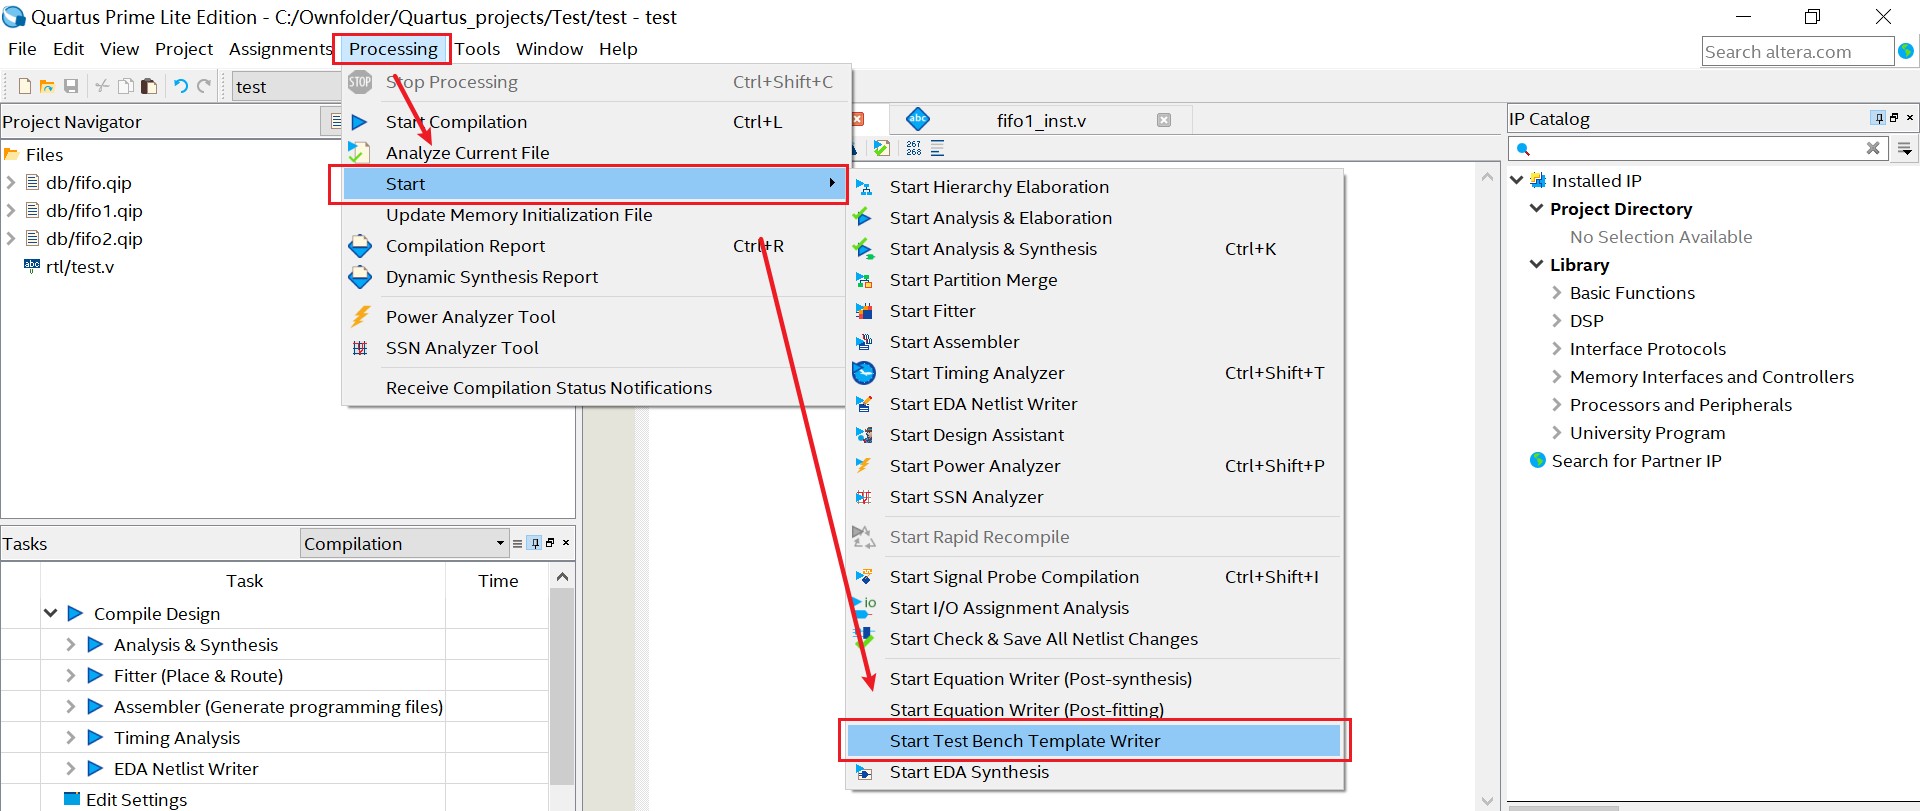 Quartus Prime Lite Edition - C:/Ownfolder/Quartus_projects/Test/test - test
File Edit View Project Assignments Processing Tools Window Help
Search altera.com
test
Stop Processing Ctrl+Shift+C
Start Compilation Ctrl+L
Analyze Current File
Start
Update Memory Initialization File
Compilation Report Ctrl+R
Dynamic Synthesis Report
Power Analyzer Tool
SSN Analyzer Tool
Receive Compilation Status Notifications
Project Navigator
Files
db/fifo.qip
db/fifo1.qip
db/fifo2.qip
abc rtl/test.v
abc fifo1_inst.v
267
268
Start Hierarchy Elaboration
Start Analysis & Elaboration
Start Analysis & Synthesis Ctrl+K
Start Partition Merge
Start Fitter
Start Assembler
Start Timing Analyzer Ctrl+Shift+T
Start EDA Netlist Writer
Start Design Assistant
Start Power Analyzer Ctrl+Shift+P
Start SSN Analyzer
Start Rapid Recompile
Start Signal Probe Compilation Ctrl+Shift+I
Start I/O Assignment Analysis
Start Check & Save All Netlist Changes
Start Equation Writer (Post-synthesis)
Start Equation Writer (Post-fitting)
Start Test Bench Template Writer
Start EDA Synthesis
IP Catalog
Installed IP
Project Directory
No Selection Available
Library
Basic Functions
DSP
Interface Protocols
Memory Interfaces and Controllers
Processors and Peripherals
University Program
Search for Partner IP
Tasks Compilation
Task Time
Compile Design
Analysis & Synthesis
Fitter (Place & Route)
Assembler (Generate programming files)
Timing Analysis
EDA Netlist Writer
Edit Settings